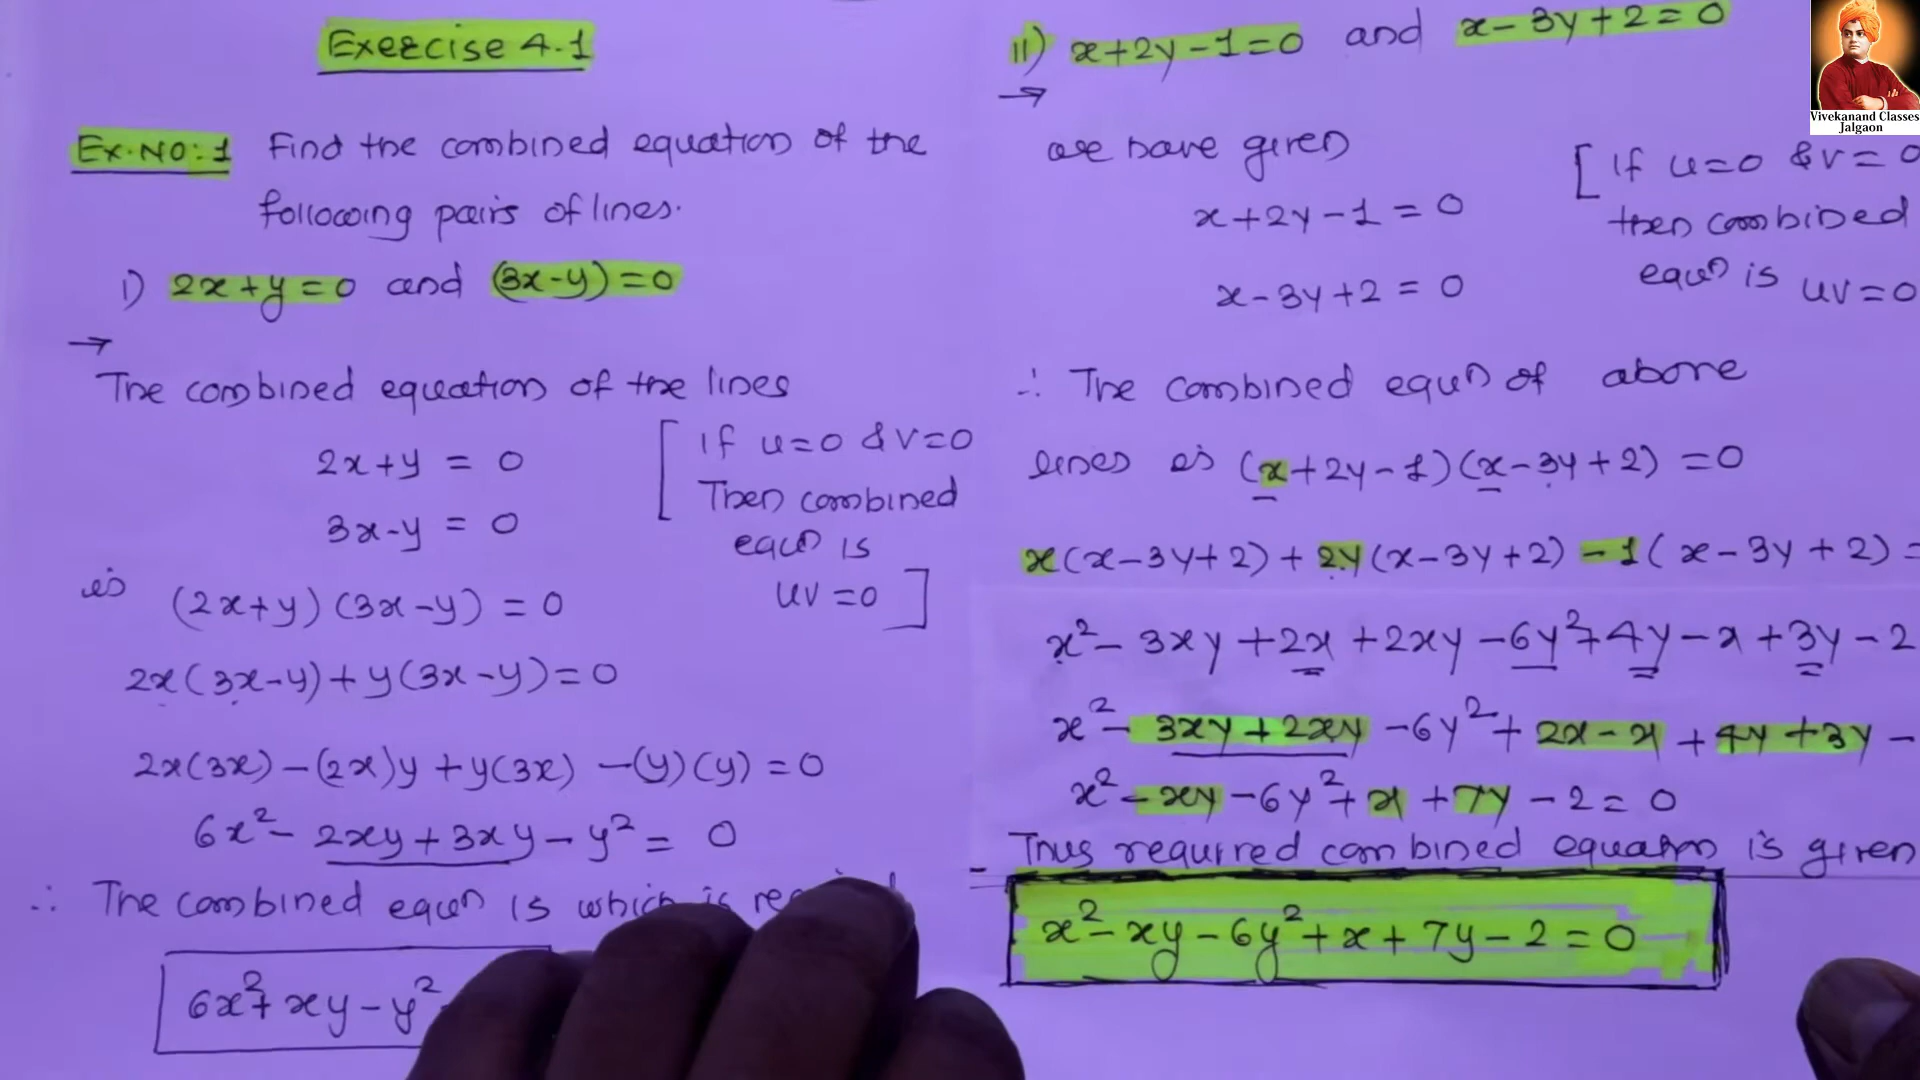 Exercise 4.1
Ex.NO:1 Find the combined equation of the
following pairs of lines.
i) 2x+y=0 and (3x-y)=0
→
The combined equation of the lines
2x+y = 0
3x-y = 0
[If u=0 & v=0
Then combined
equn is
uv=0]
is (2x+y)(3x-y) = 0
2x(3x-y)+y(3x-y)=0
2x(3x)-(2x)y+y(3x)-(y)(y)=0
6x²-2xy+3xy-y²=0
∴ The combined equn is which is
6x²+xy-y²
ii) x+2y-1=0 and x-3y+2=0
→
we have given
x+2y-1=0
x-3y+2=0
[If u=0 & v=0
then combined
equn is uv=0
∴ The combined equn of above
lines is (x+2y-1)(x-3y+2)=0
x(x-3y+2)+2y(x-3y+2)-1(x-3y+2)=
x²-3xy+2x+2xy-6y²+4y-x+3y-2
x²-3xy+2xy-6y²+2x-x+4y+3y-
x²-xy-6y²+x+7y-2=0
Thus required combined equation is given
x²-xy-6y²+x+7y-2=0
Vivekanand Classes
Jalgaon